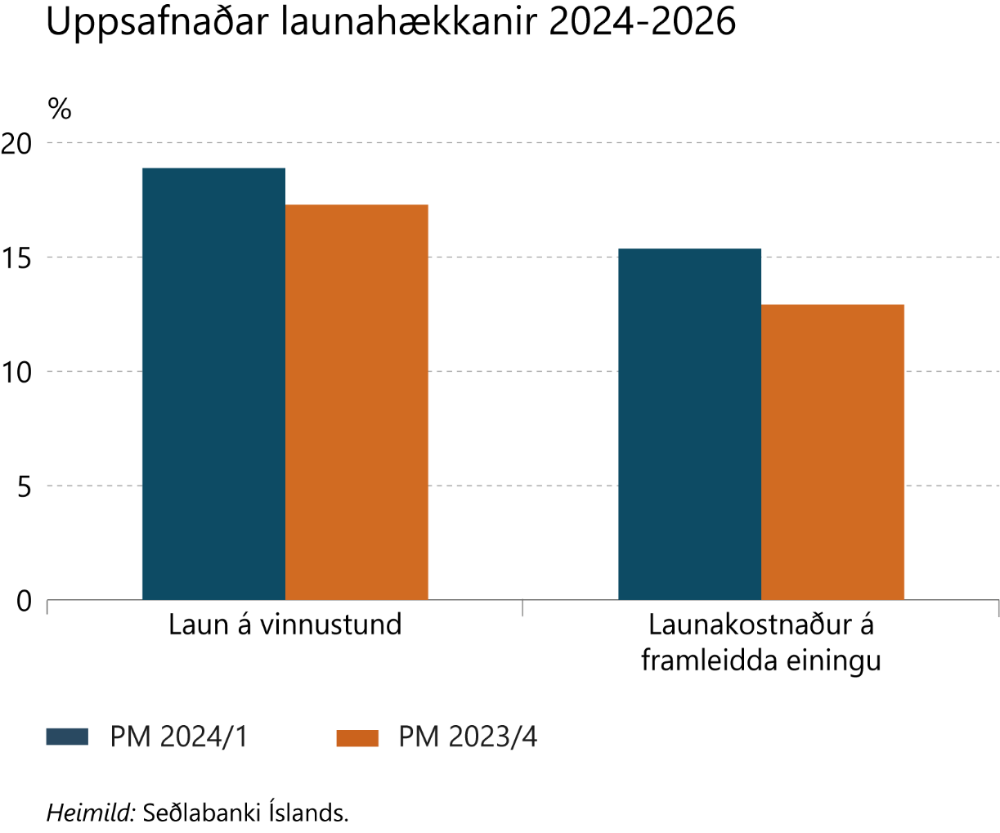 Uppsafnaðar launahækkanir 2024-2026
%
20
15
10
5
0
Laun á vinnustund
Launakostnaður á
framleidda einingu
PM 2024/1
PM 2023/4
Heimild: Seðlabanki Íslands.